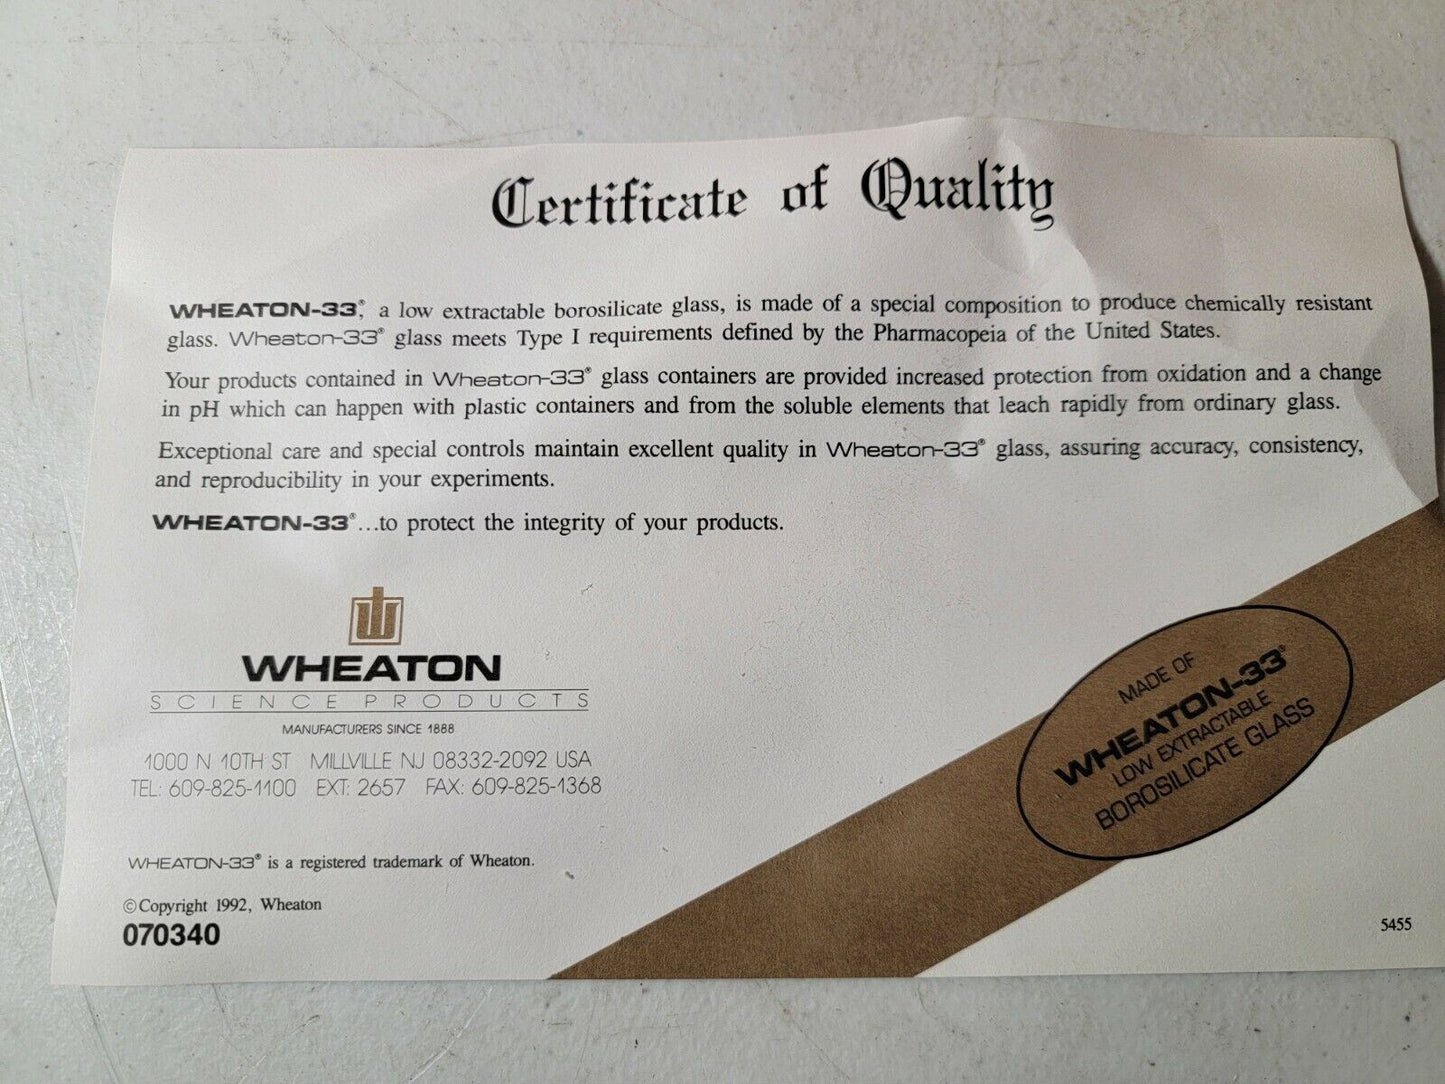 Certificate of Quality
WHEATON-33®, a low extractable borosilicate glass, is made of a special composition to produce chemically resistant
glass. Wheaton-33® glass meets Type I requirements defined by the Pharmacopeia of the United States.
Your products contained in Wheaton-33® glass containers are provided increased protection from oxidation and a change
in pH which can happen with plastic containers and from the soluble elements that leach rapidly from ordinary glass.
Exceptional care and special controls maintain excellent quality in Wheaton-33® glass, assuring accuracy, consistency,
and reproducibility in your experiments.
WHEATON-33®...to protect the integrity of your products.
WHEATON
SCIENCE PRODUCTS
MANUFACTURERS SINCE 1888
1000 N 10TH ST MILLVILLE NJ 08332-2092 USA
TEL: 609-825-1100 EXT: 2657 FAX: 609-825-1368
WHEATON-33® is a registered trademark of Wheaton.
©Copyright 1992, Wheaton
070340
MADE OF
WHEATON-33®
LOW EXTRACTABLE
BOROSILICATE GLASS
5455